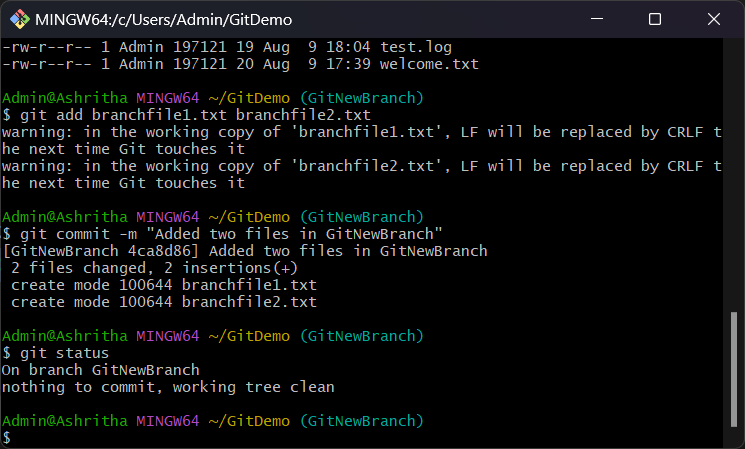 MINGW64:/c/Users/Admin/GitDemo
-rw-r--r-- 1 Admin 197121 19 Aug  9 18:04 test.log
-rw-r--r-- 1 Admin 197121 20 Aug  9 17:39 welcome.txt
Admin@Ashritha MINGW64 ~/GitDemo (GitNewBranch)
$ git add branchfile1.txt branchfile2.txt
warning: in the working copy of 'branchfile1.txt', LF will be replaced by CRLF t
he next time Git touches it
warning: in the working copy of 'branchfile2.txt', LF will be replaced by CRLF t
he next time Git touches it
Admin@Ashritha MINGW64 ~/GitDemo (GitNewBranch)
$ git commit -m "Added two files in GitNewBranch"
[GitNewBranch 4ca8d86] Added two files in GitNewBranch
 2 files changed, 2 insertions(+)
 create mode 100644 branchfile1.txt
 create mode 100644 branchfile2.txt
Admin@Ashritha MINGW64 ~/GitDemo (GitNewBranch)
$ git status
On branch GitNewBranch
nothing to commit, working tree clean
Admin@Ashritha MINGW64 ~/GitDemo (GitNewBranch)
$